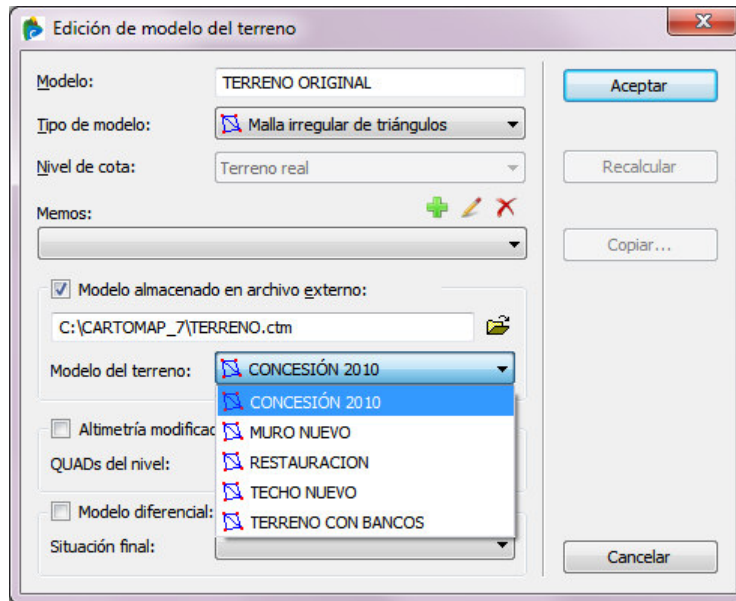 Edición de modelo del terreno
Modelo: TERRENO ORIGINAL
Aceptar
Tipo de modelo: Malla irregular de triángulos
Nivel de cota: Terreno real
Recalcular
Memos:
Copiar...
Modelo almacenado en archivo externo:
C:\CARTOMAP_7\TERRENO.ctm
Modelo del terreno: CONCESIÓN 2010
CONCESIÓN 2010
Altimetría modificac
MURO NUEVO
QUADs del nivel:
RESTAURACION
TECHO NUEVO
Modelo diferencial:
TERRENO CON BANCOS
Situación final:
Cancelar